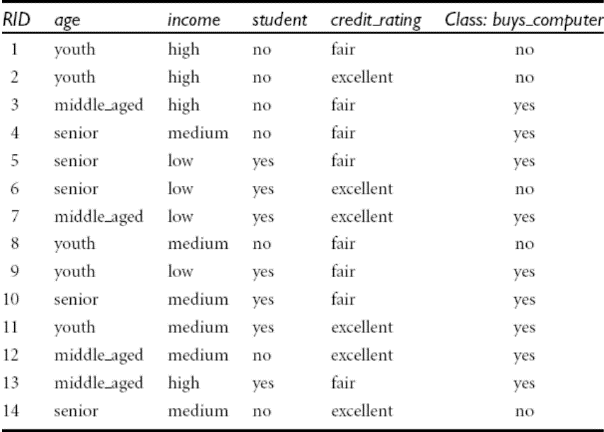 RID age income student credit_rating Class: buys_computer
1 youth high no fair no
2 youth high no excellent no
3 middle_aged high no fair yes
4 senior medium no fair yes
5 senior low yes fair yes
6 senior low yes excellent no
7 middle_aged low yes excellent yes
8 youth medium no fair no
9 youth low yes fair yes
10 senior medium yes fair yes
11 youth medium yes excellent yes
12 middle_aged medium no excellent yes
13 middle_aged high yes fair yes
14 senior medium no excellent no